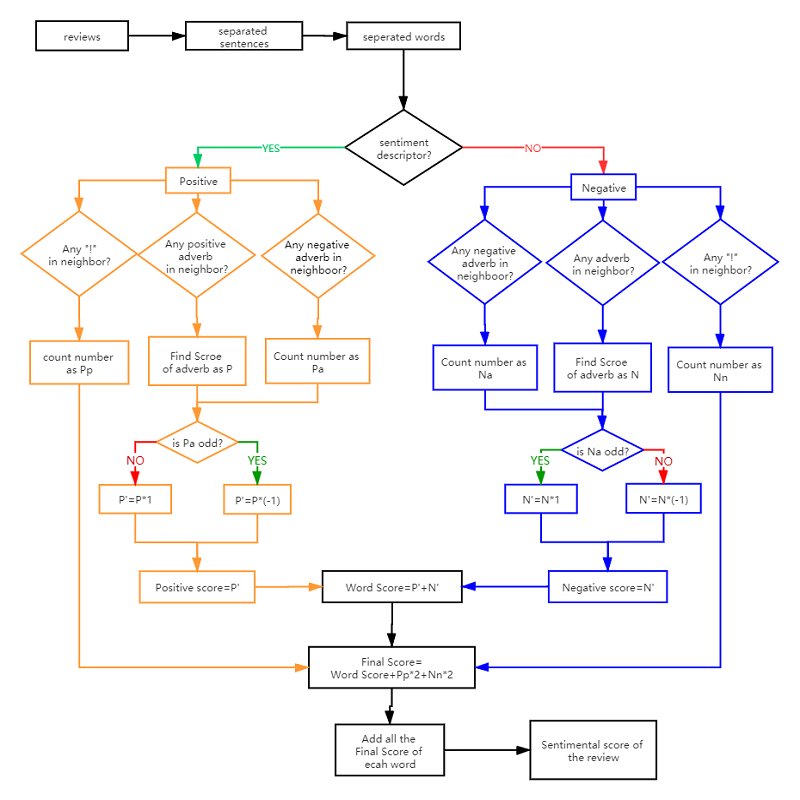 reviews
separated
sentences
seperated words
sentiment
descriptor?
YES
NO
Positive
Negative
Any "!"
in neighbor?
Any positive
adverb
in neighbor?
Any negative
adverb in
neighboor?
Any negative
adverb in
neighboor?
Any adverb
in neighbor?
Any "!"
in neighbor?
count number
as Pp
Find Scroe
of adverb as P
Count number as
Pa
Count number as
Na
Find Scroe
of adverb as N
Count number as
Nn
is Pa odd?
is Na odd?
NO
YES
YES
NO
P'=P*1
P'=P*(-1)
N'=N*1
N'=N*(-1)
Positive score=P'
Word Score=P'+N'
Negative score=N'
Final Score=
Word Score+Pp*2+Nn*2
Add all the
Final Score of
ecah word
Sentimental score of
the review